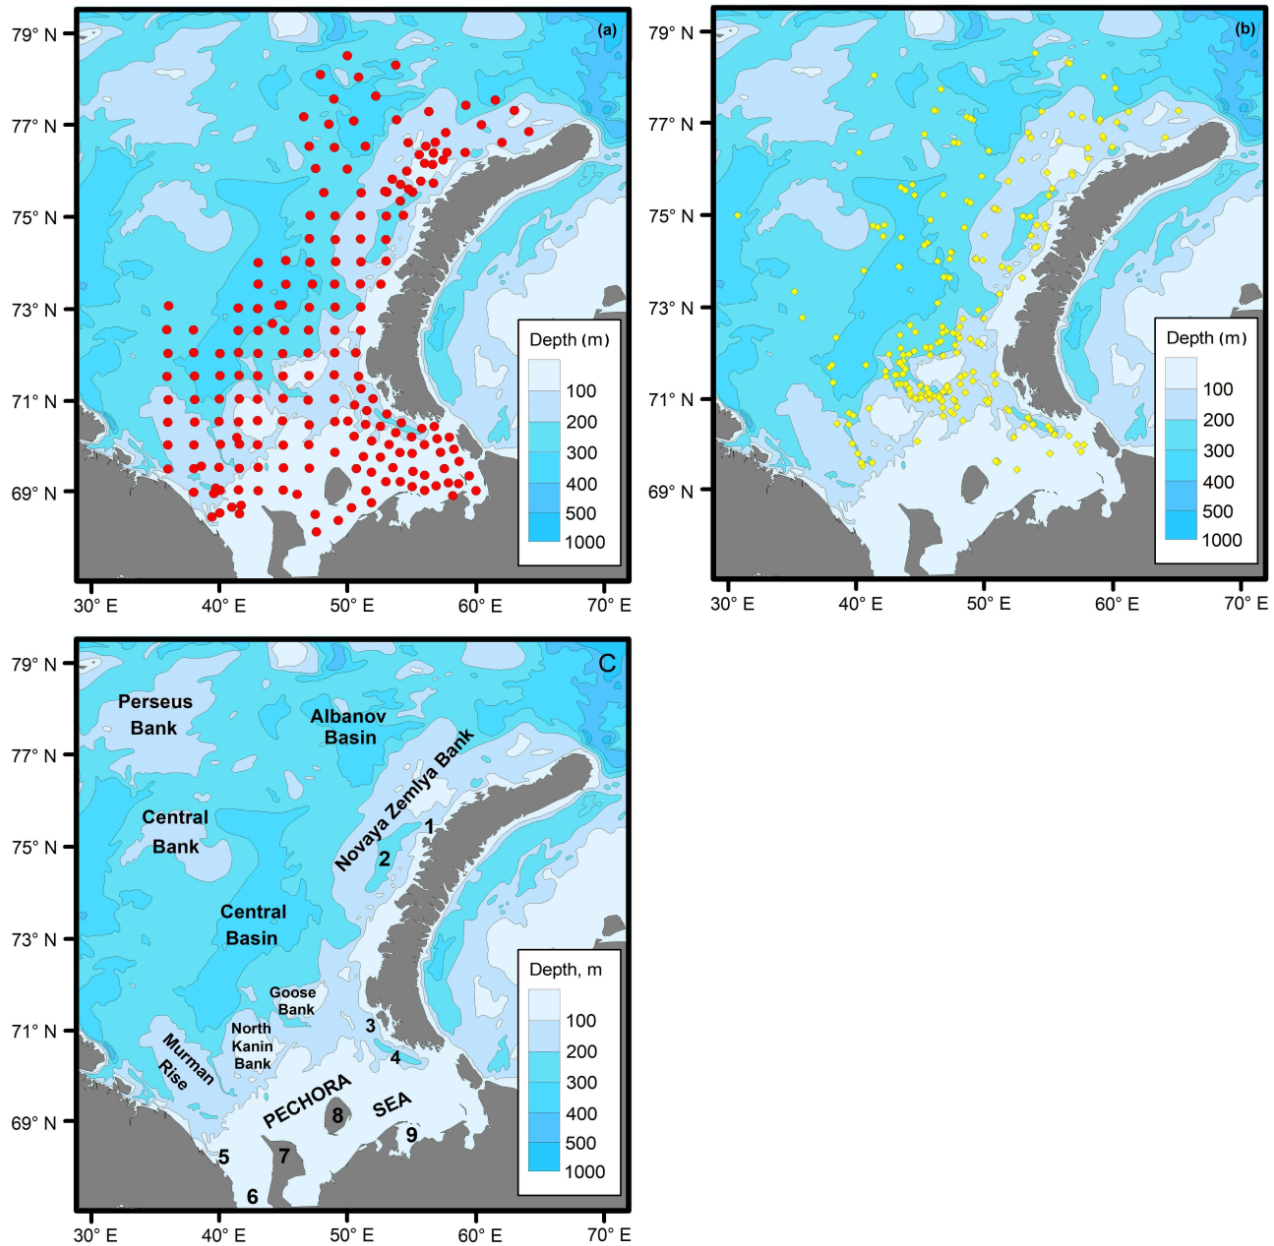 (a)
79° N
77° N
75° N
73° N
71° N
69° N
30° E
40° E
50° E
60° E
70° E
Depth (m)
100
200
300
400
500
1000
(b)
79° N
77° N
75° N
73° N
71° N
69° N
30° E
40° E
50° E
60° E
70° E
Depth (m)
100
200
300
400
500
1000
C
79° N
77° N
75° N
73° N
71° N
69° N
30° E
40° E
50° E
60° E
70° E
Perseus
Bank
Albanov
Basin
Novaya Zemlya Bank
Central
Bank
1
2
Central
Basin
Goose
Bank
North
Kanin
Bank
Murman
Rise
3
4
PECHORA
SEA
8
9
5
7
6
Depth, m
100
200
300
400
500
1000